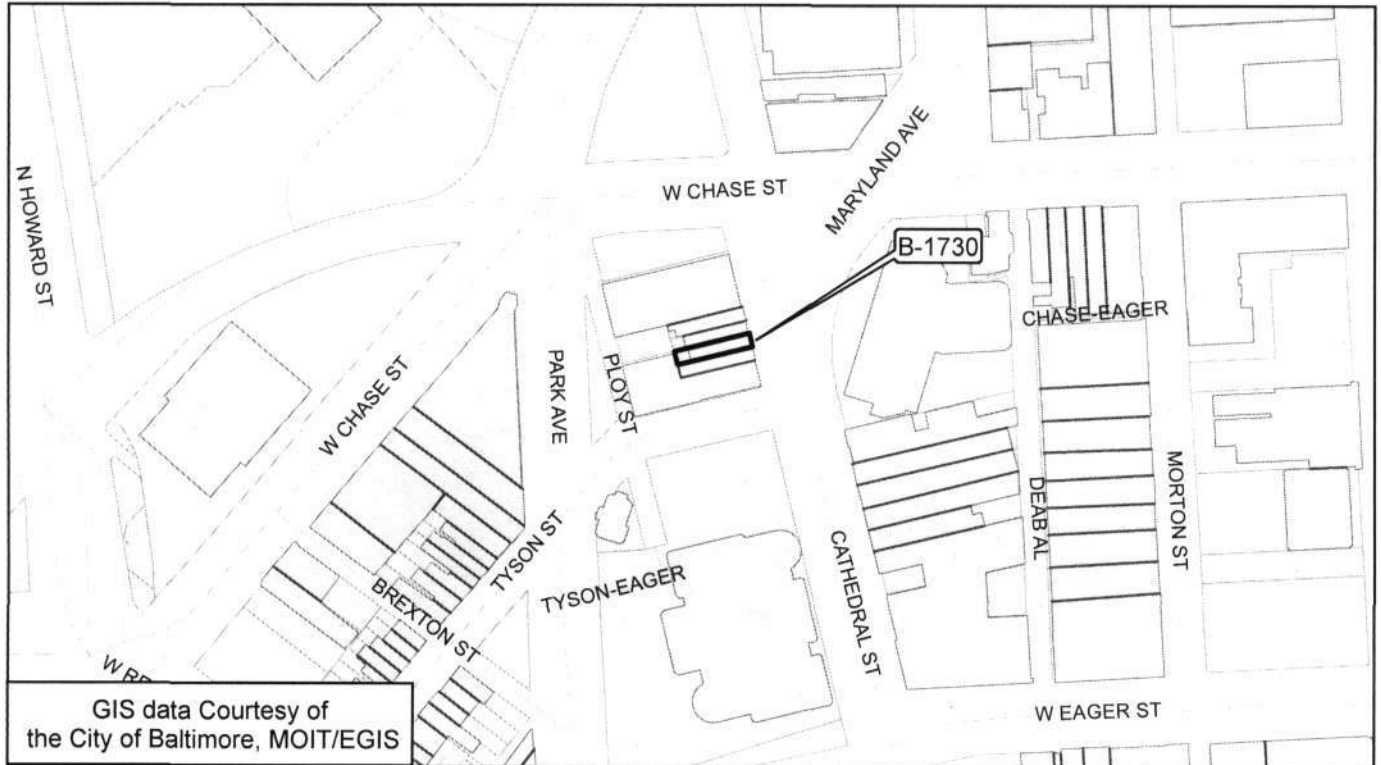 N HOWARD ST
W CHASE ST
MARYLAND AVE
B-1730
CHASE-EAGER
W CHASE ST
PARK AVE
PLOY ST
TYSON ST
TYSON-EAGER
BREXTON ST
CATHEDRAL ST
DEAB AL
MORTON ST
W EAGER ST
W
GIS data Courtesy of
the City of Baltimore, MOIT/EGIS